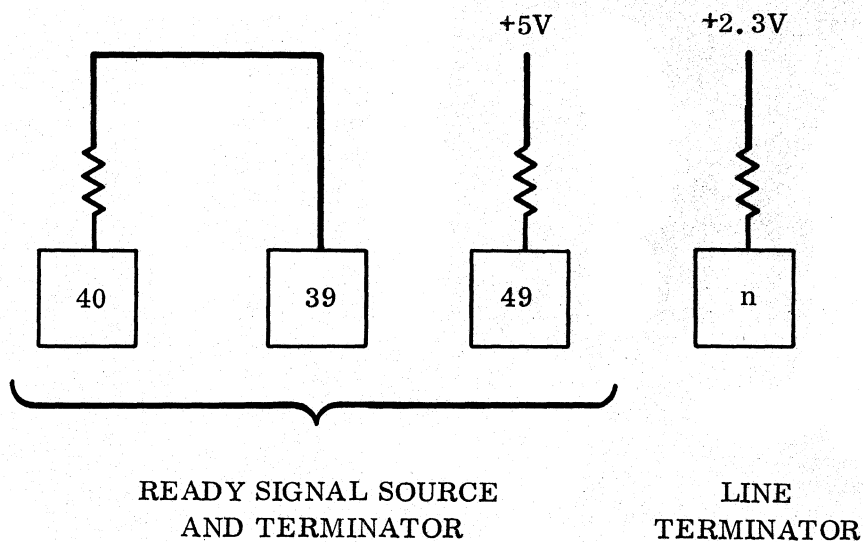 +5V
+2.3V
40
39
49
n
READY SIGNAL SOURCE
AND TERMINATOR
LINE
TERMINATOR